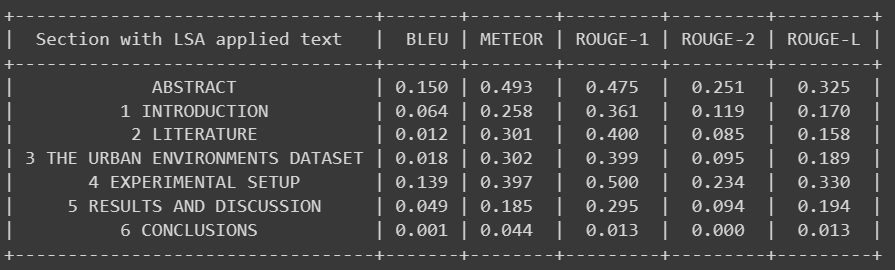 +----------------------------------+-------+--------+---------+---------+---------+
|  Section with LSA applied text   |  BLEU | METEOR | ROUGE-1 | ROUGE-2 | ROUGE-L |
+----------------------------------+-------+--------+---------+---------+---------+
|             ABSTRACT             | 0.150 | 0.493  |  0.475  |  0.251  |  0.325  |
|          1 INTRODUCTION          | 0.064 | 0.258  |  0.361  |  0.119  |  0.170  |
|           2 LITERATURE           | 0.012 | 0.301  |  0.400  |  0.085  |  0.158  |
| 3 THE URBAN ENVIRONMENTS DATASET | 0.018 | 0.302  |  0.399  |  0.095  |  0.189  |
|       4 EXPERIMENTAL SETUP       | 0.139 | 0.397  |  0.500  |  0.234  |  0.330  |
|     5 RESULTS AND DISCUSSION     | 0.049 | 0.185  |  0.295  |  0.094  |  0.194  |
|          6 CONCLUSIONS           | 0.001 | 0.044  |  0.013  |  0.000  |  0.013  |
+----------------------------------+-------+--------+---------+---------+---------+